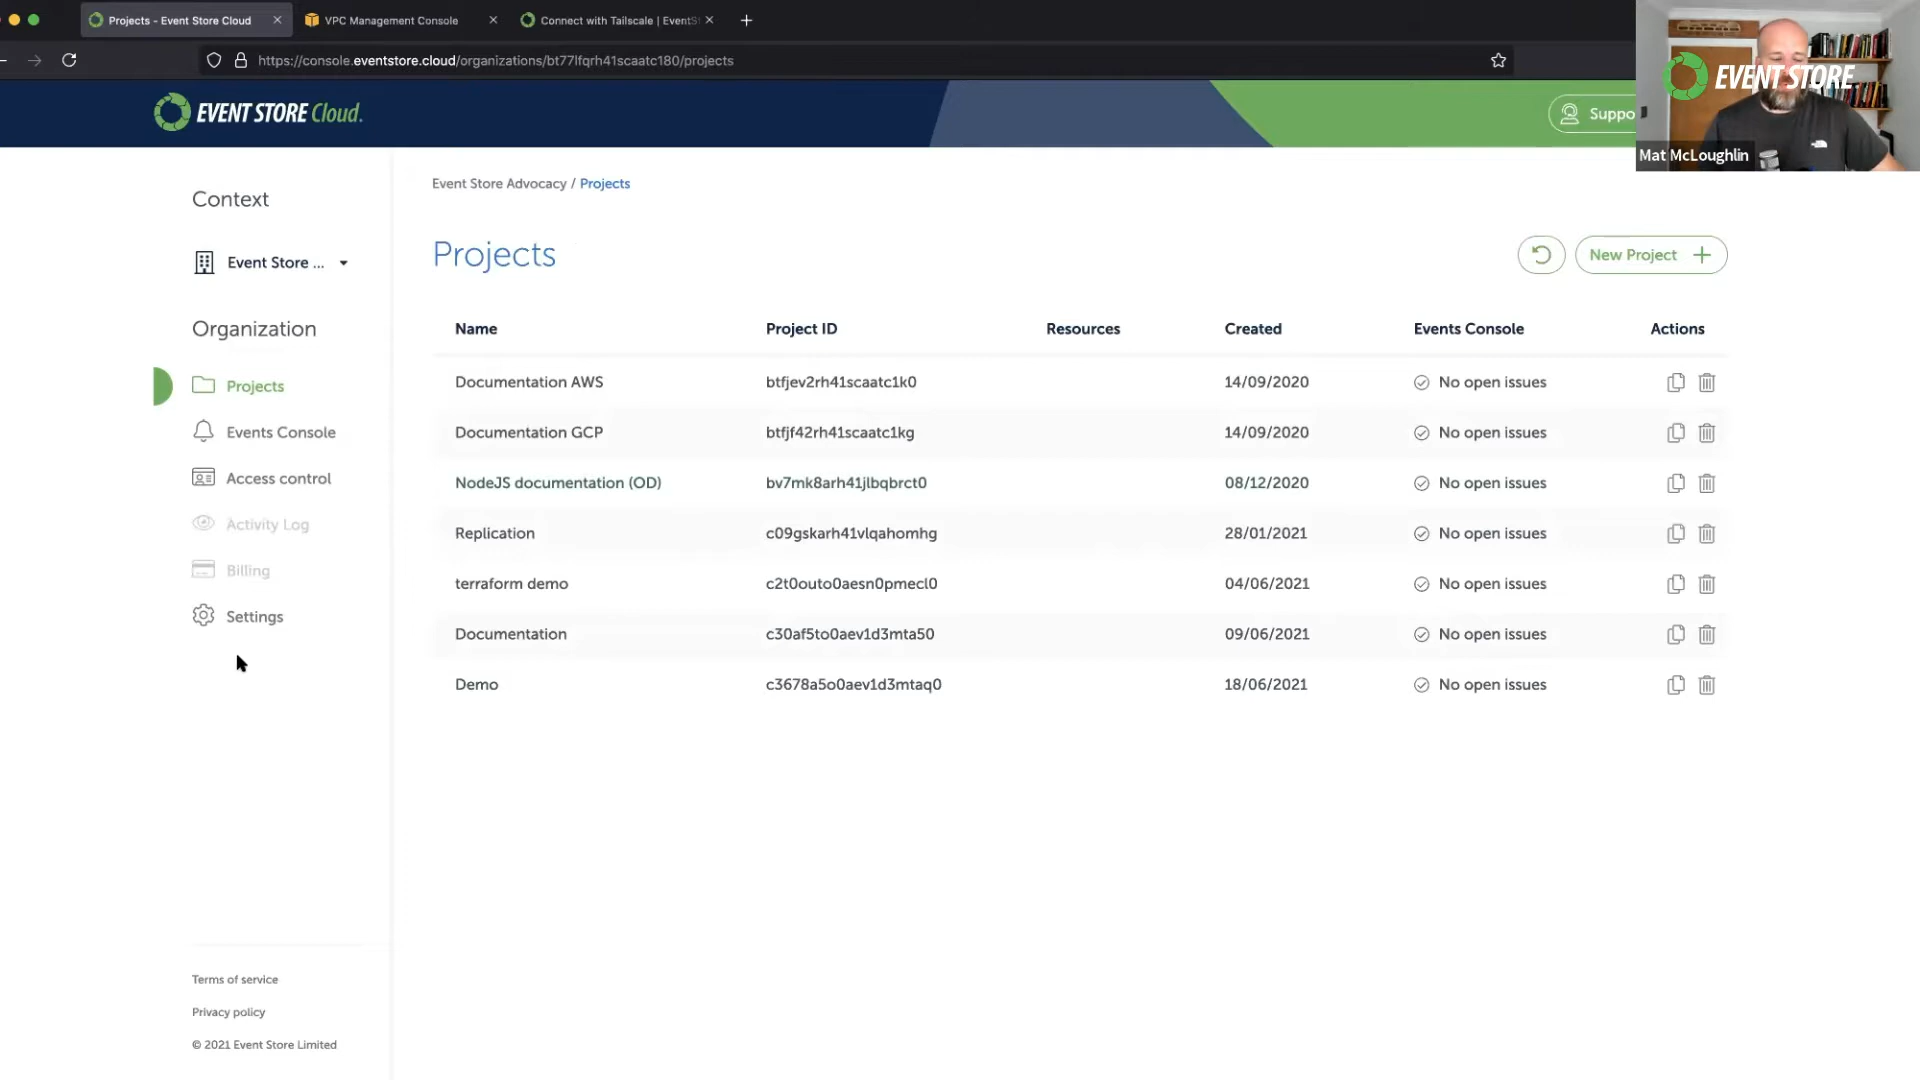 Projects - Event Store Cloud
VPC Management Console
Connect with Tailscale | EventS
https://console.eventstore.cloud/organizations/bt77lfqrh41scaatc180/projects
EVENT STORE Cloud.
Suppo
EVENT STORE
Mat McLoughlin
Context
Event Store ...
Organization
Projects
Events Console
Access control
Activity Log
Billing
Settings
Event Store Advocacy / Projects
Projects
New Project
Name Project ID Resources Created Events Console Actions
Documentation AWS btfjev2rh41scaatc1k0 14/09/2020 No open issues
Documentation GCP btfjf42rh41scaatc1kg 14/09/2020 No open issues
NodeJS documentation (OD) bv7mk8arh41jlbqbrct0 08/12/2020 No open issues
Replication c09gskarh41vlqahomhg 28/01/2021 No open issues
terraform demo c2t0outo0aesn0pmecl0 04/06/2021 No open issues
Documentation c30af5to0aev1d3mta50 09/06/2021 No open issues
Demo c3678a5o0aev1d3mtaq0 18/06/2021 No open issues
Terms of service
Privacy policy
© 2021 Event Store Limited